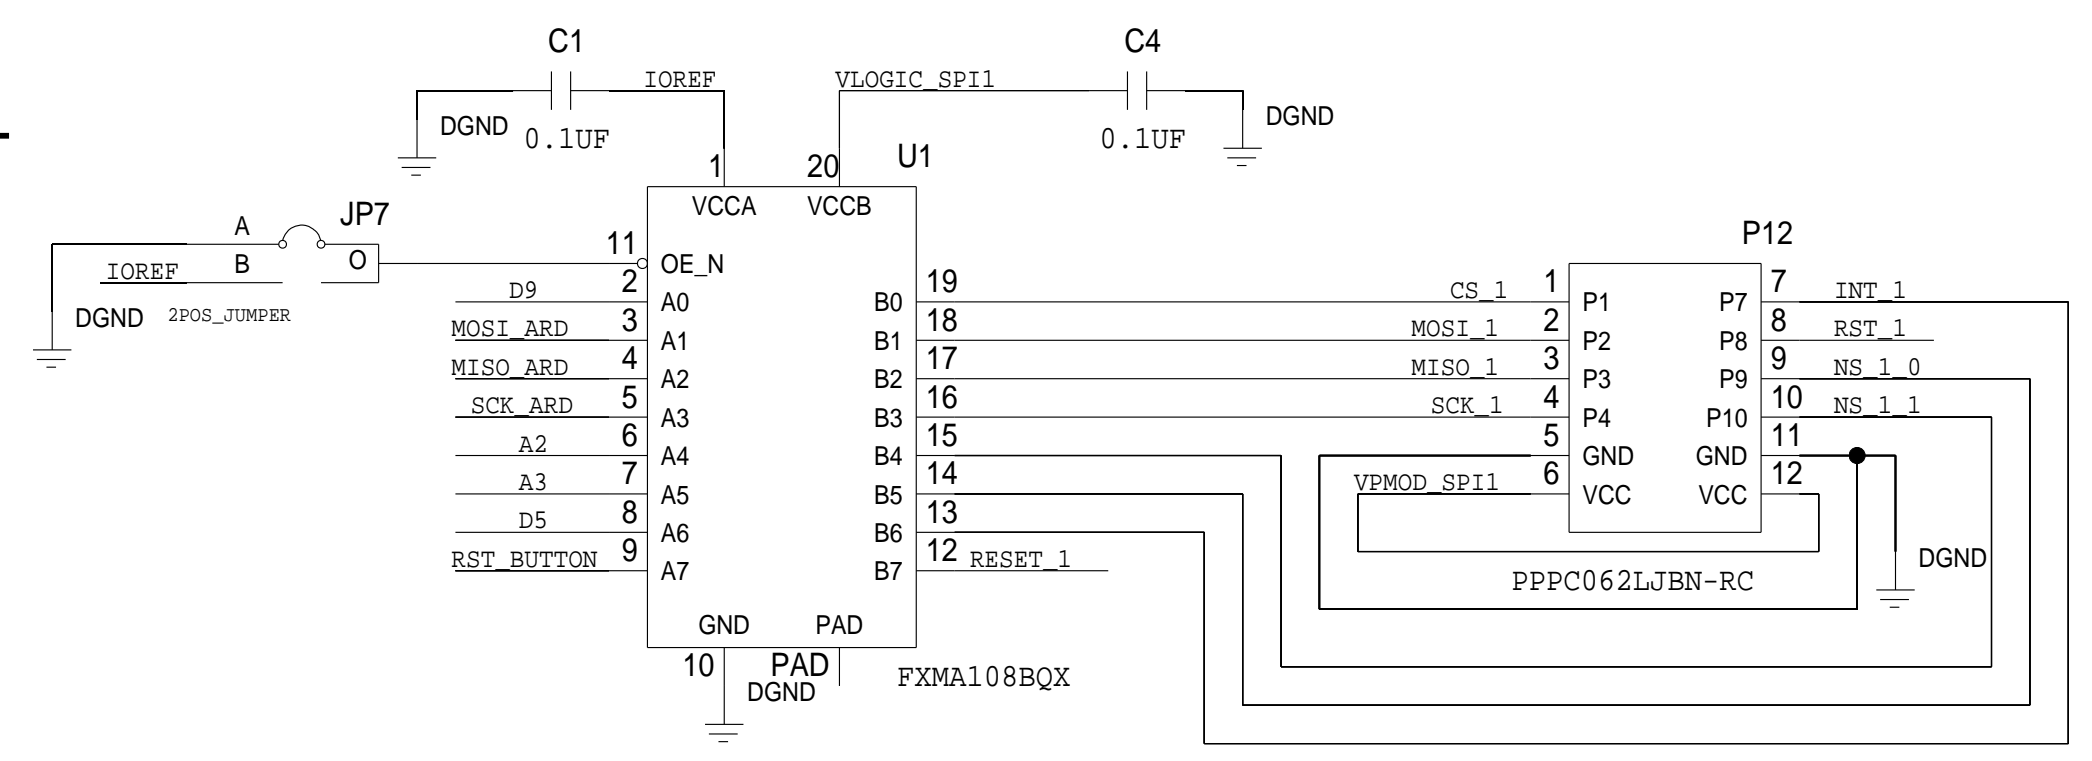 C1
C4
IOREF
VLOGIC_SPI1
DGND
0.1UF
0.1UF
DGND
1
20
U1
VCCA
VCCB
A
JP7
B
O
IOREF
DGND
2POS_JUMPER
11
OE_N
D9
2
A0
B0
19
MOSI_ARD
3
A1
B1
18
MISO_ARD
4
A2
B2
17
SCK_ARD
5
A3
B3
16
A2
6
A4
B4
15
A3
7
A5
B5
14
D5
8
A6
B6
13
RST_BUTTON
9
A7
B7
12
RESET_1
GND
PAD
10
PAD
DGND
FXMA108BQX
P12
CS_1
1
P1
P7
7
INT_1
MOSI_1
2
P2
P8
8
RST_1
MISO_1
3
P3
P9
9
NS_1_0
SCK_1
4
P4
P10
10
NS_1_1
5
GND
GND
11
VPMOD_SPI1
6
VCC
VCC
12
DGND
PPPC062LJBN-RC